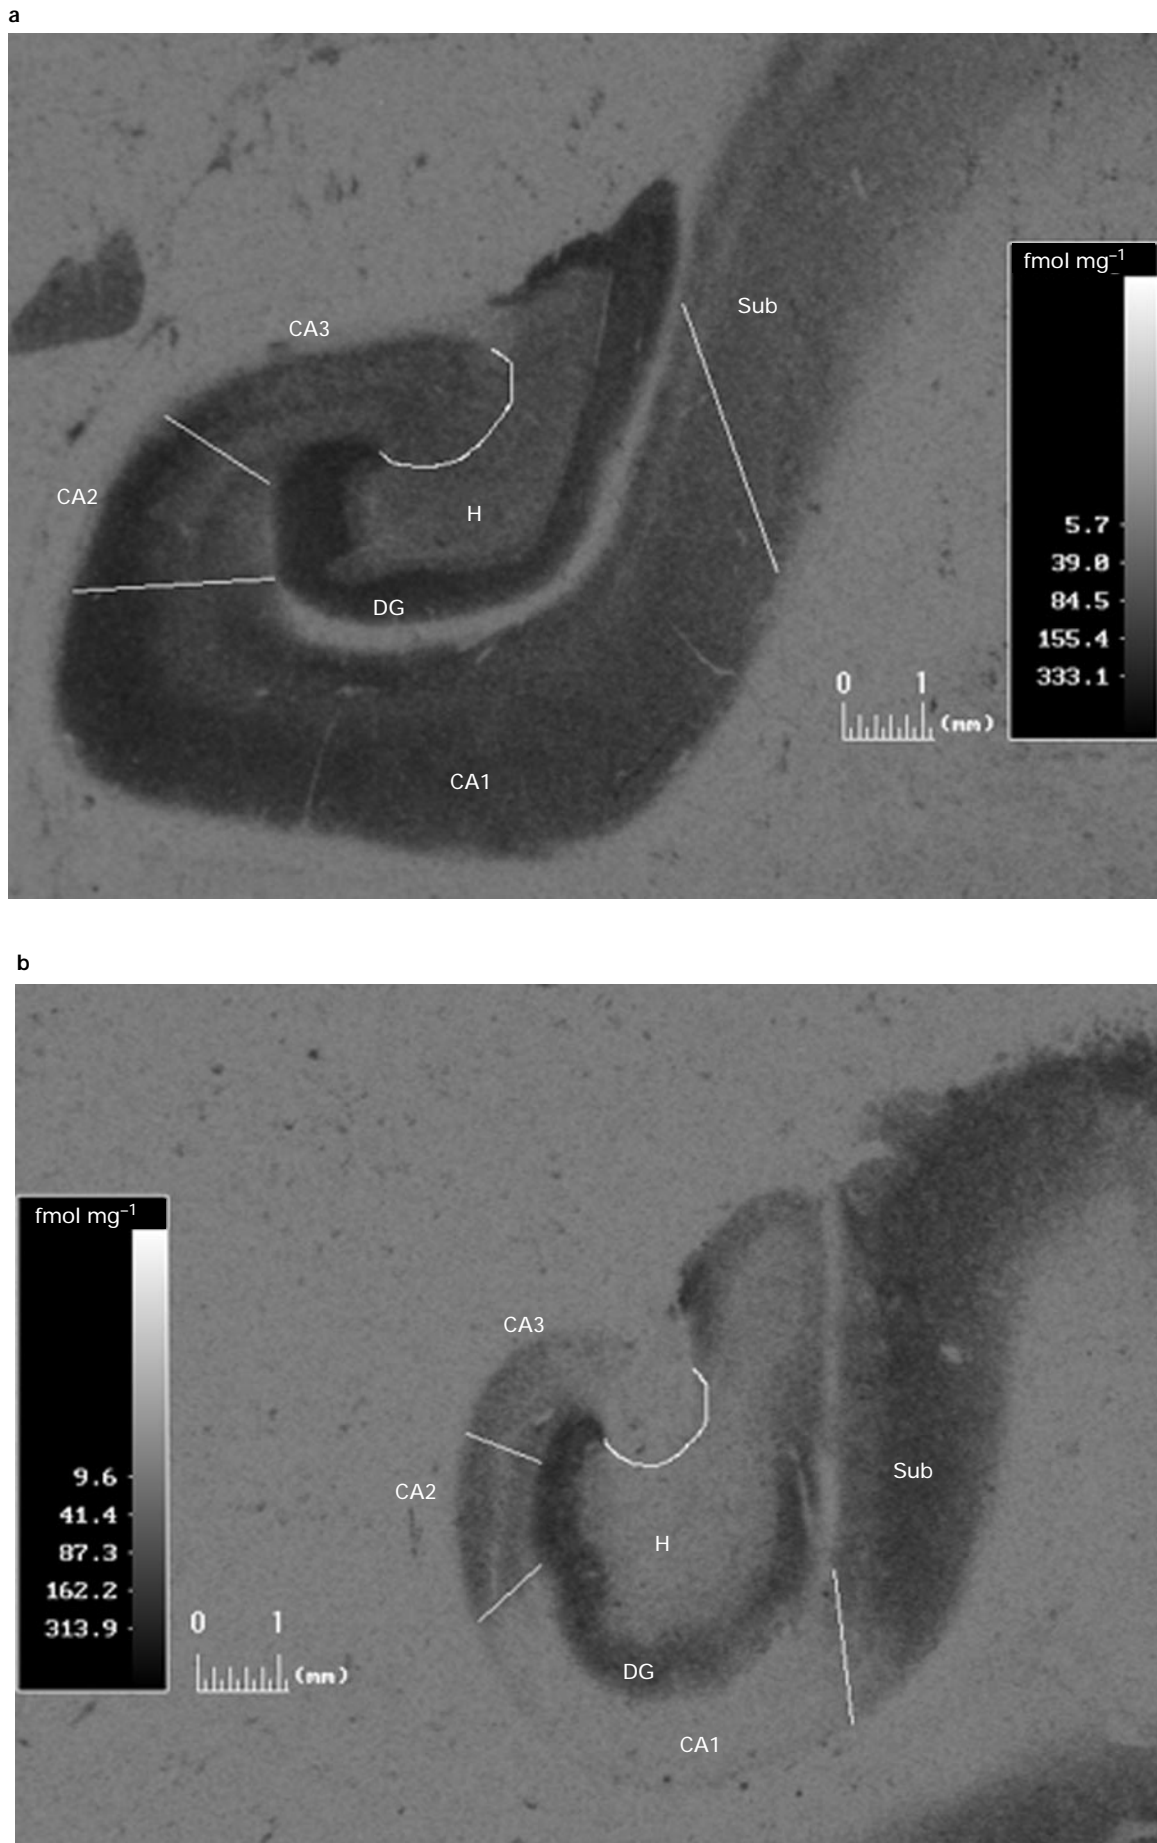 a
fmol mg⁻¹
Sub
CA3
CA2
H
5.7
39.0
84.5
155.4
333.1
DG
0 1
(mm)
CA1
b
fmol mg⁻¹
CA3
9.6
41.4
87.3
162.2
313.9
CA2
Sub
H
0 1
(mm)
DG
CA1